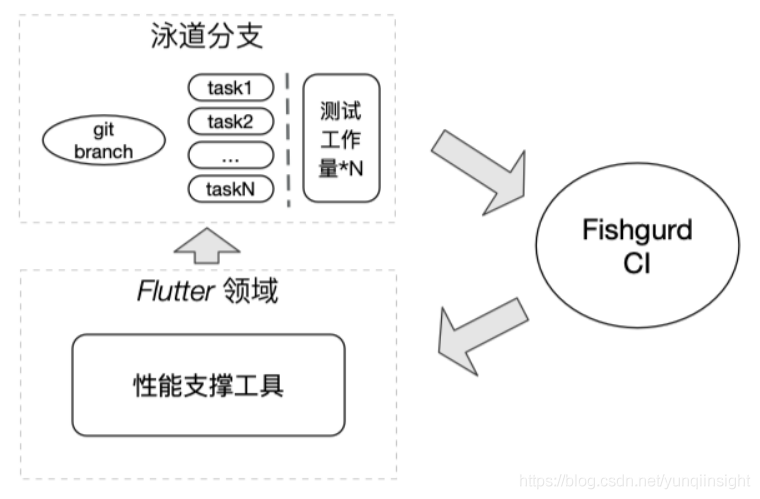 泳道分支
git
branch
task1
task2
...
taskN
测试
工作
量*N
Fishgurd
CI
Flutter 领域
性能支撑工具
https://blog.csdn.net/yunqiinsight